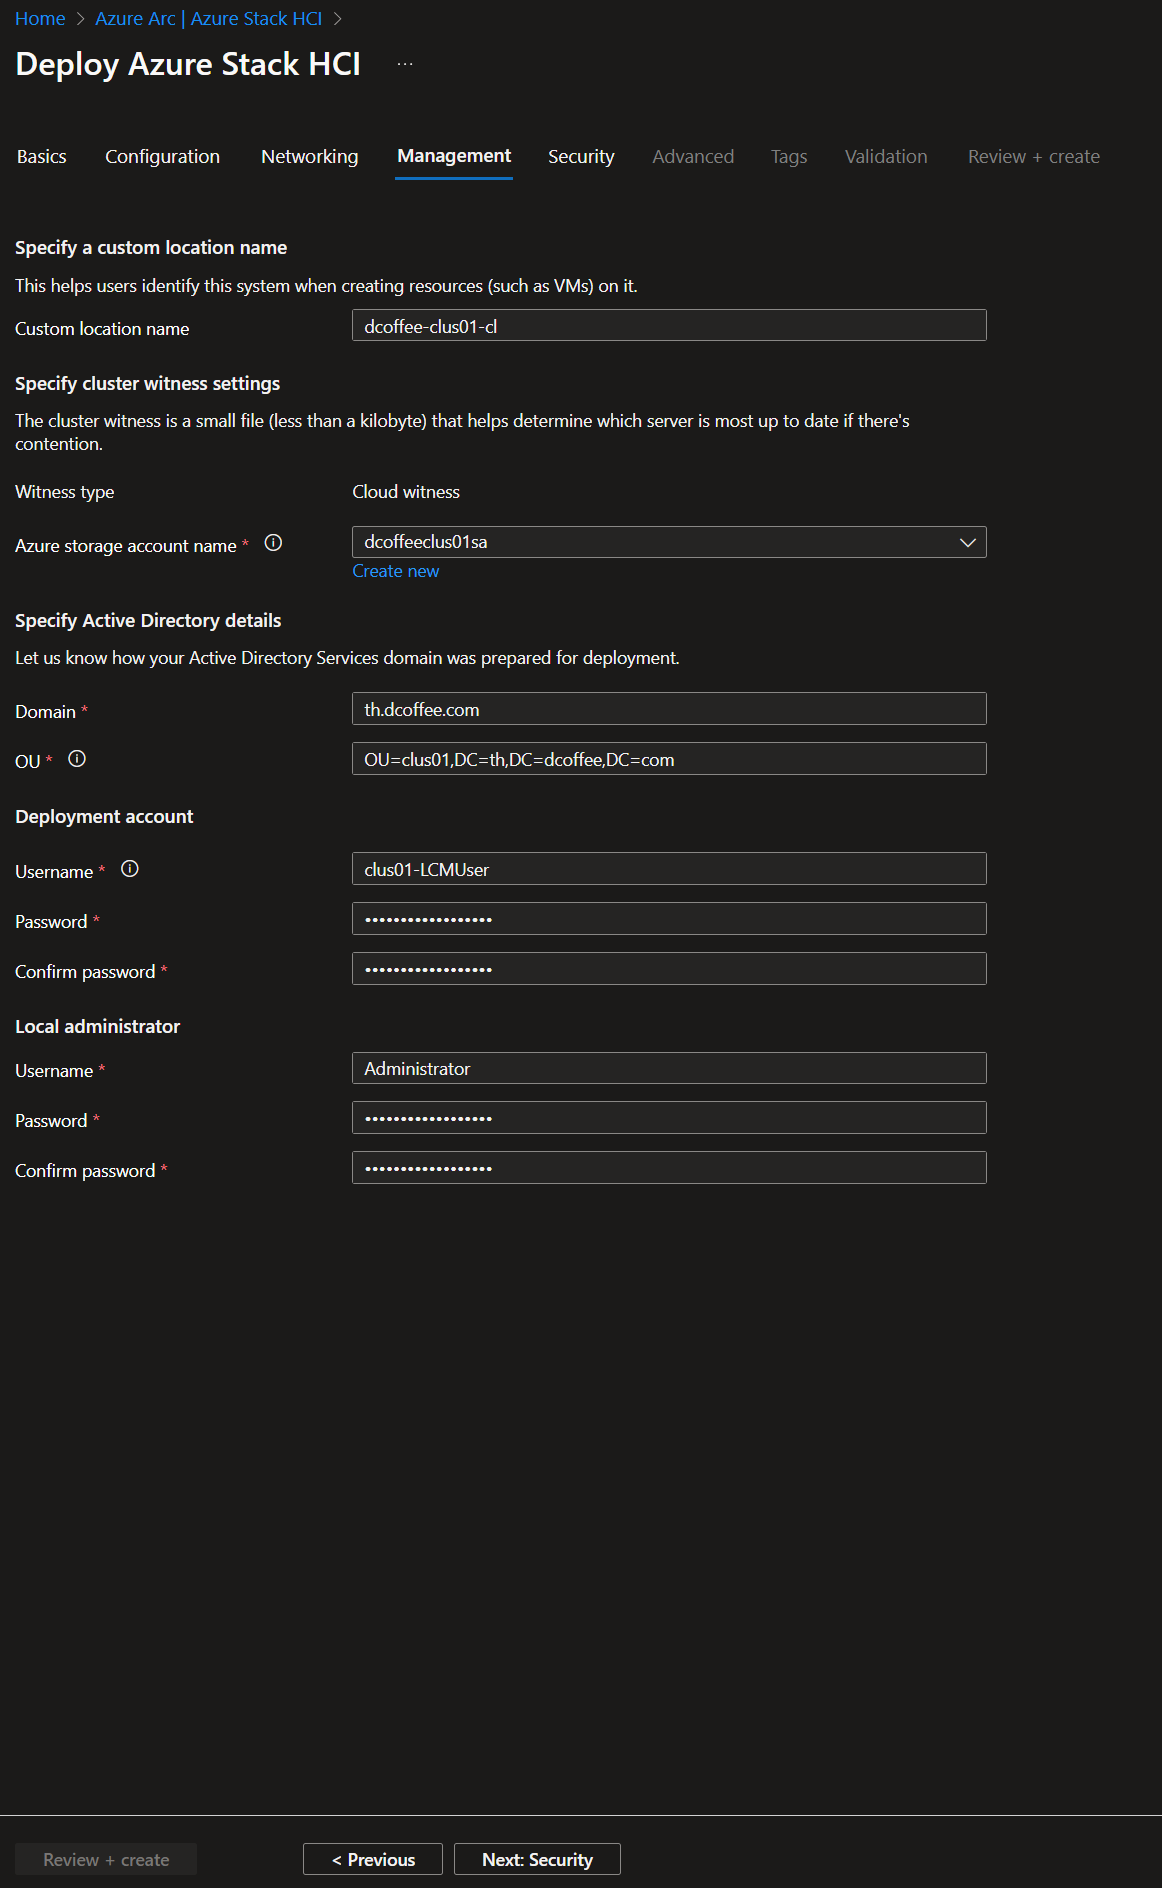 Home > Azure Arc | Azure Stack HCI >
Deploy Azure Stack HCI ...
Basics Configuration Networking Management Security Advanced Tags Validation Review + create
Specify a custom location name
This helps users identify this system when creating resources (such as VMs) on it.
Custom location name dcoffee-clus01-cl
Specify cluster witness settings
The cluster witness is a small file (less than a kilobyte) that helps determine which server is most up to date if there's
contention.
Witness type Cloud witness
Azure storage account name * dcoffeeclus01sa
Create new
Specify Active Directory details
Let us know how your Active Directory Services domain was prepared for deployment.
Domain * th.dcoffee.com
OU * OU=clus01,DC=th,DC=dcoffee,DC=com
Deployment account
Username * clus01-LCMUser
Password * ••••••••••••••••••
Confirm password * ••••••••••••••••••
Local administrator
Username * Administrator
Password * ••••••••••••••••••
Confirm password * ••••••••••••••••••
Review + create < Previous Next: Security